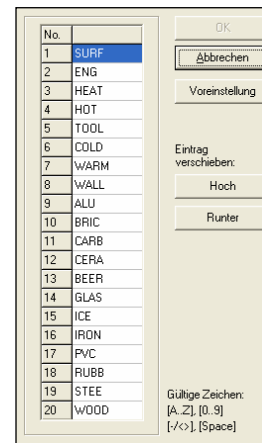 No.
1 SURF
2 ENG
3 HEAT
4 HOT
5 TOOL
6 COLD
7 WARM
8 WALL
9 ALU
10 BRIC
11 CARB
12 CERA
13 BEER
14 GLAS
15 ICE
16 IRON
17 PVC
18 RUBB
19 STEE
20 WOOD
OK
Abbrechen
Voreinstellung
Eintrag
verschieben:
Hoch
Runter
Gültige Zeichen:
[A..Z], [0..9]
[-/<>], [Space]